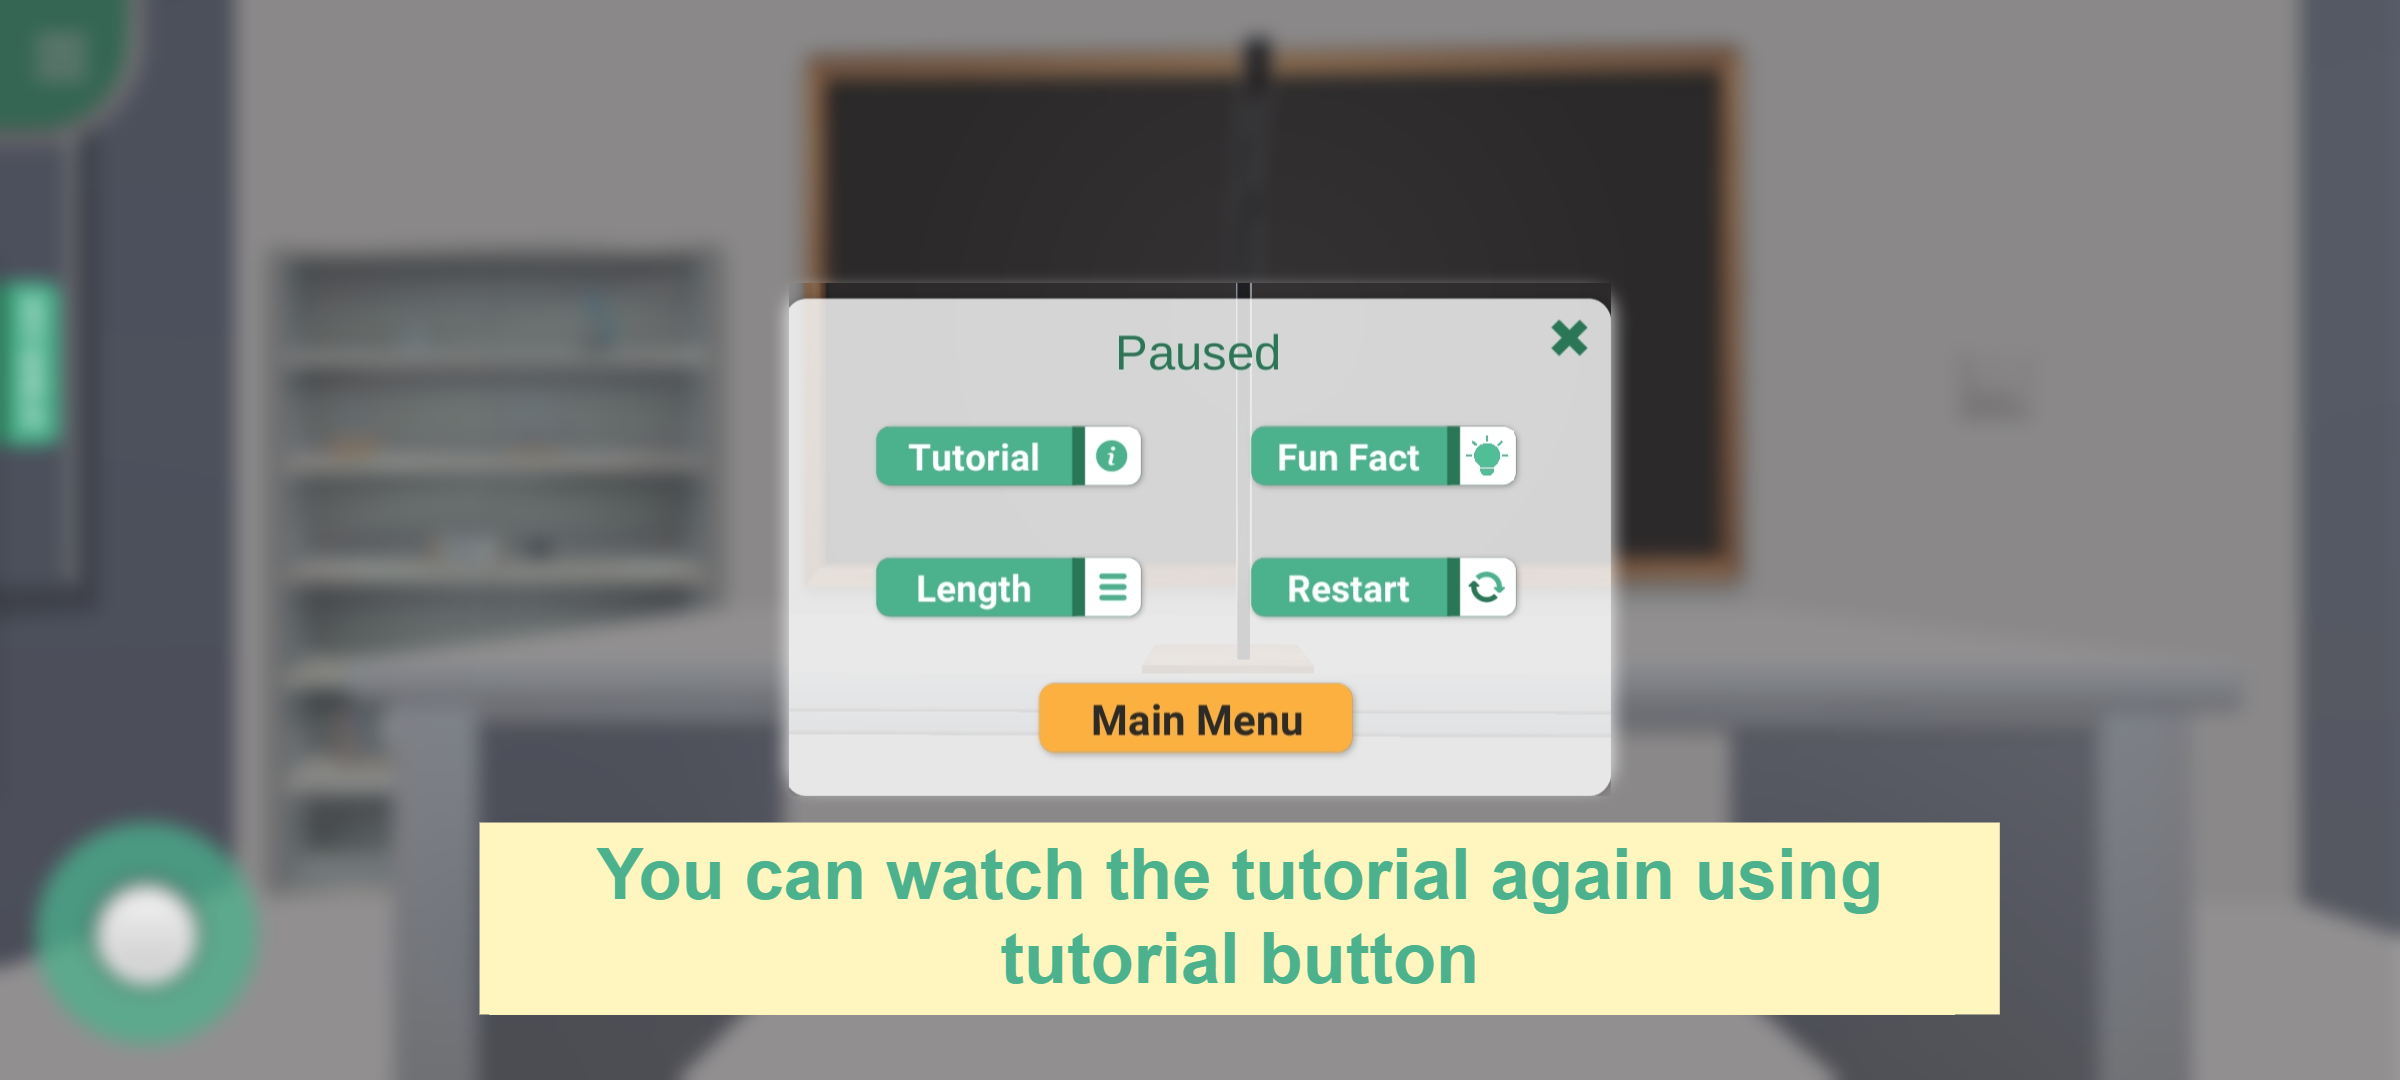 Paused
Tutorial
Fun Fact
Length
Restart
Main Menu
You can watch the tutorial again using
tutorial button